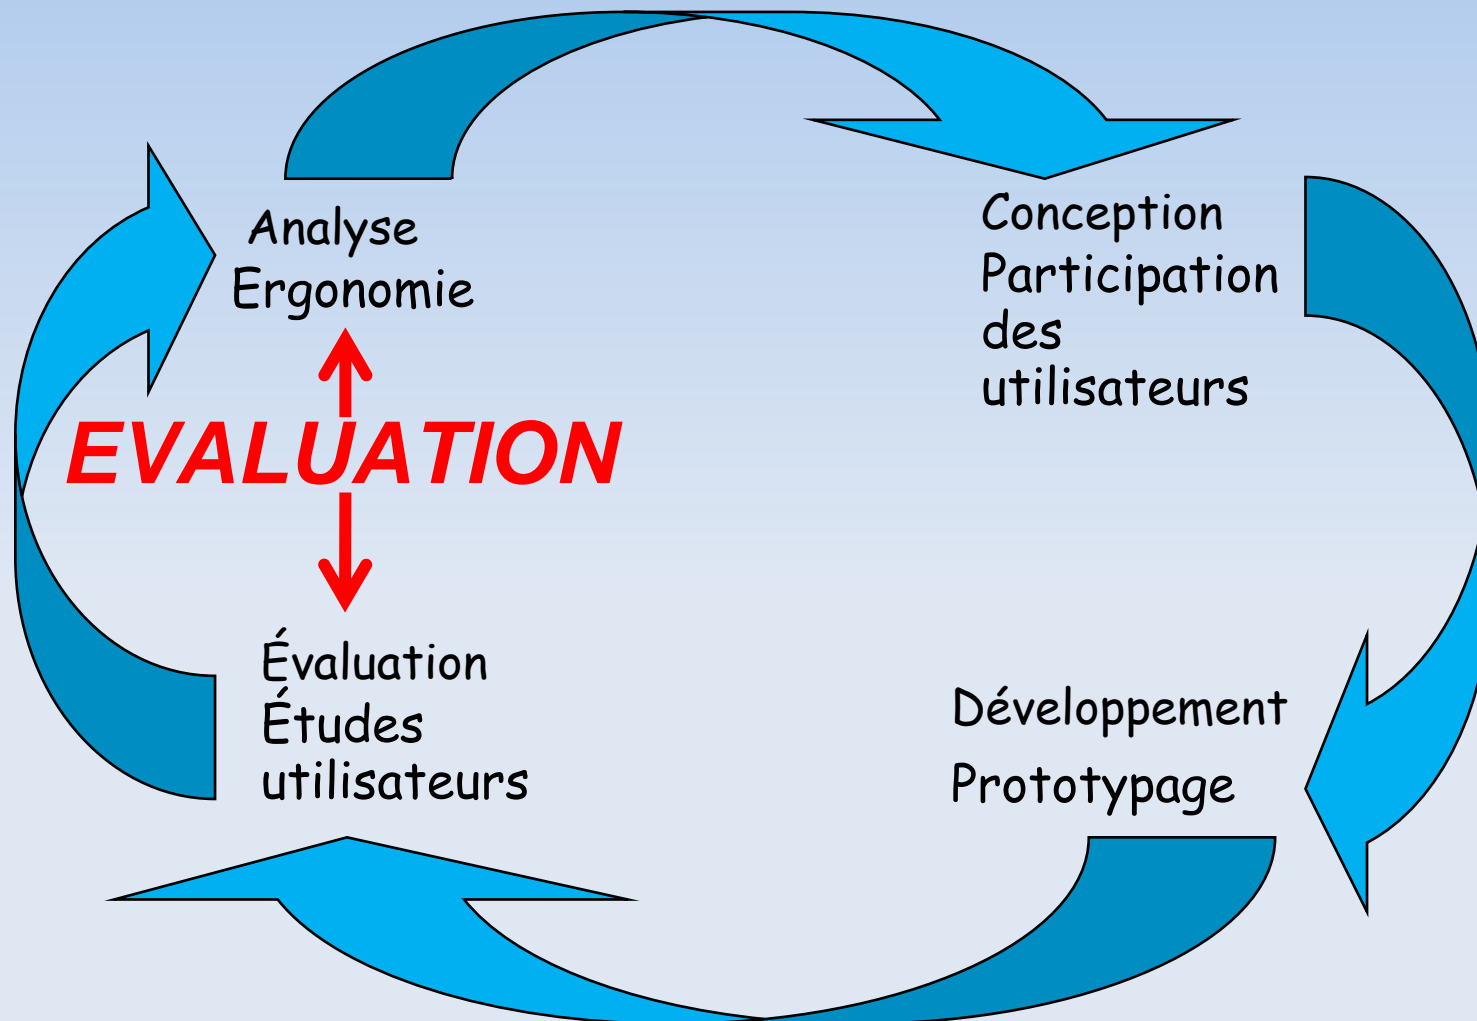 Analyse
Ergonomie
EVALUATION
Évaluation
Études
utilisateurs
Conception
Participation
des
utilisateurs
Développement
Prototypage